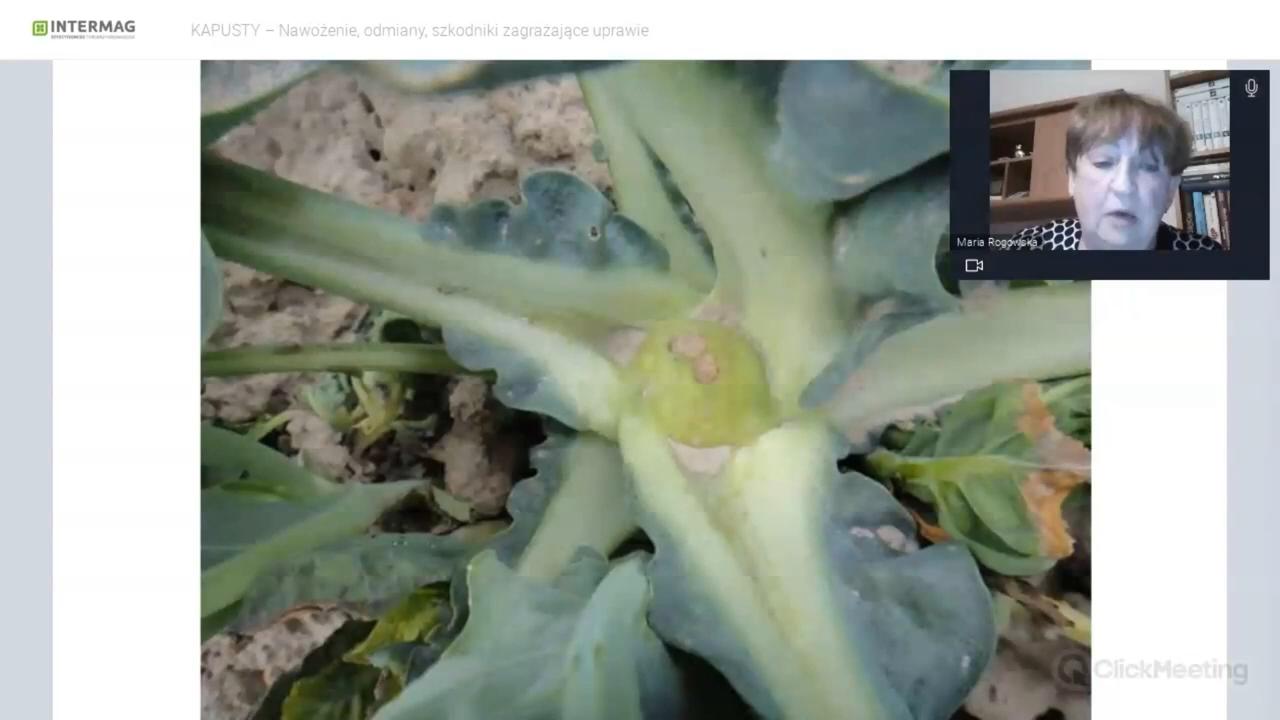 INTERMAG
KAPUSTY – Nawożenie, odmiany, szkodniki zagrażające uprawie
Maria Rogowska
ClickMeeting